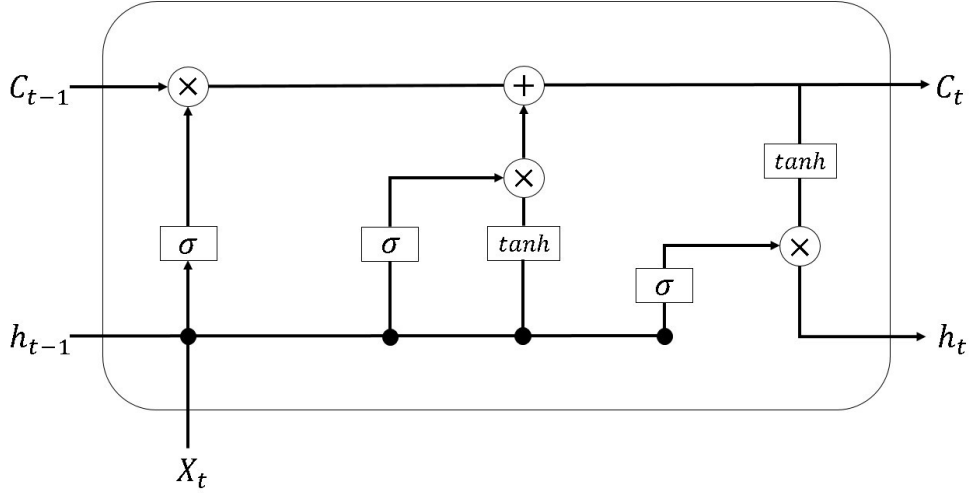 C_{t-1}
×
+
C_t
×
tanh
σ
σ
tanh
×
σ
h_{t-1}
h_t
X_t